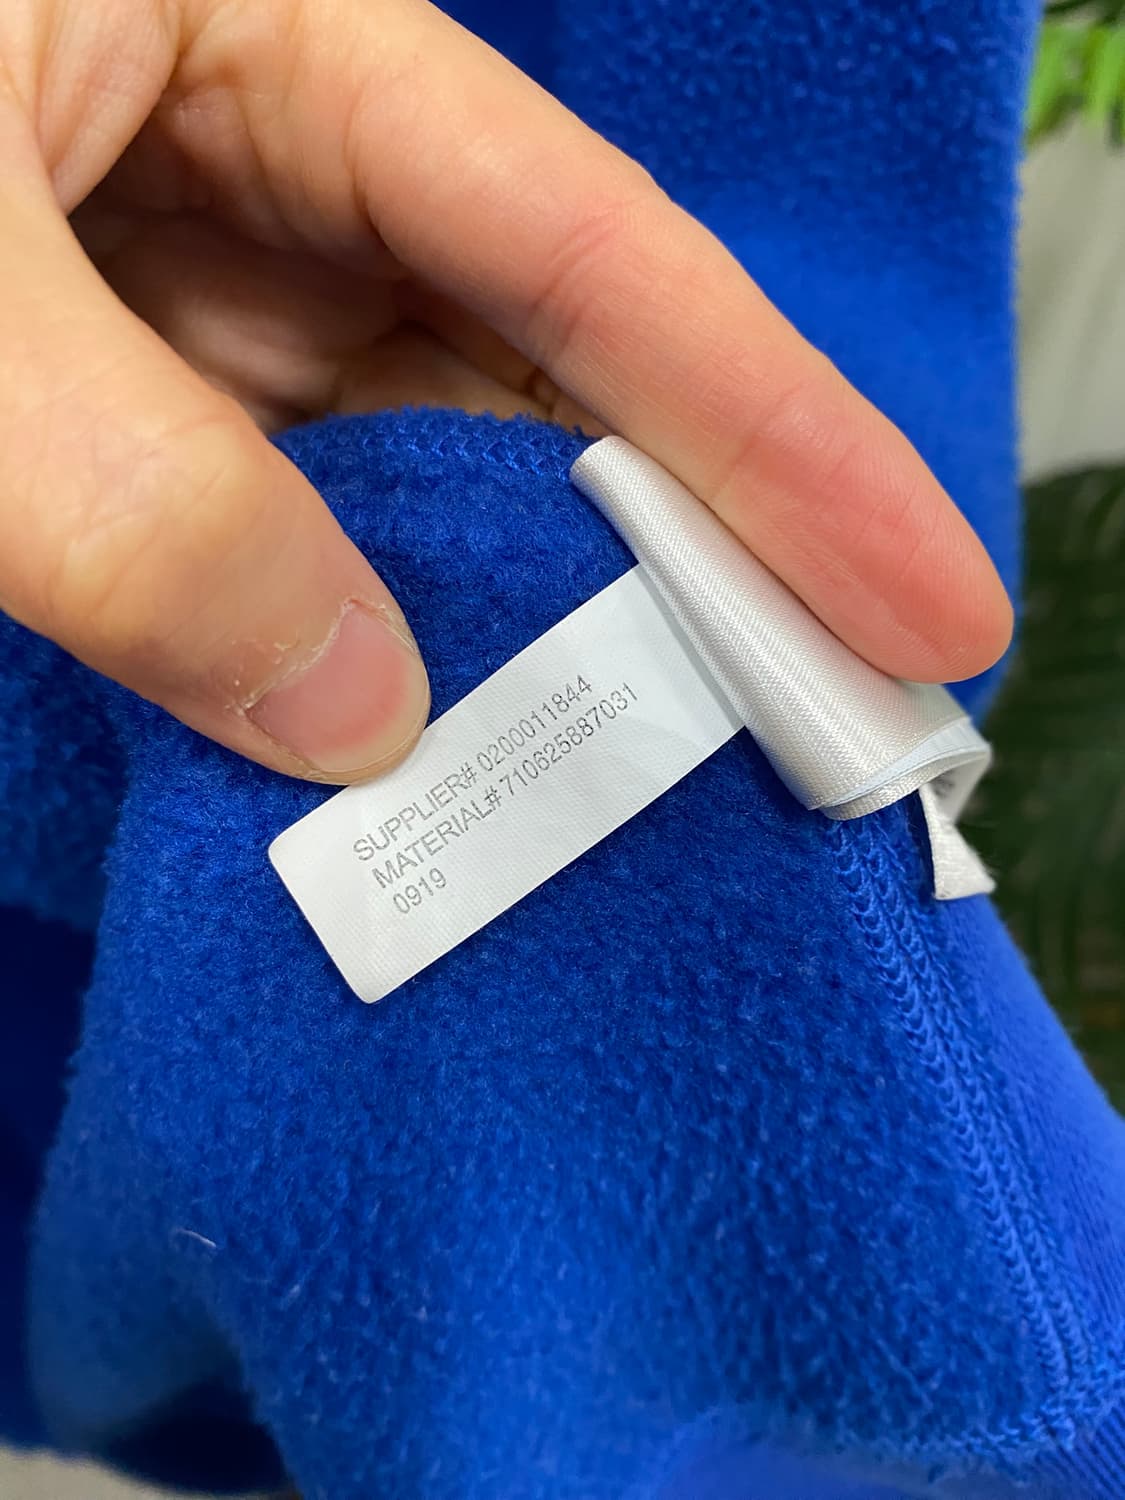 SUPPLIER# 0200011844
MATERIAL# 710625887031
0919